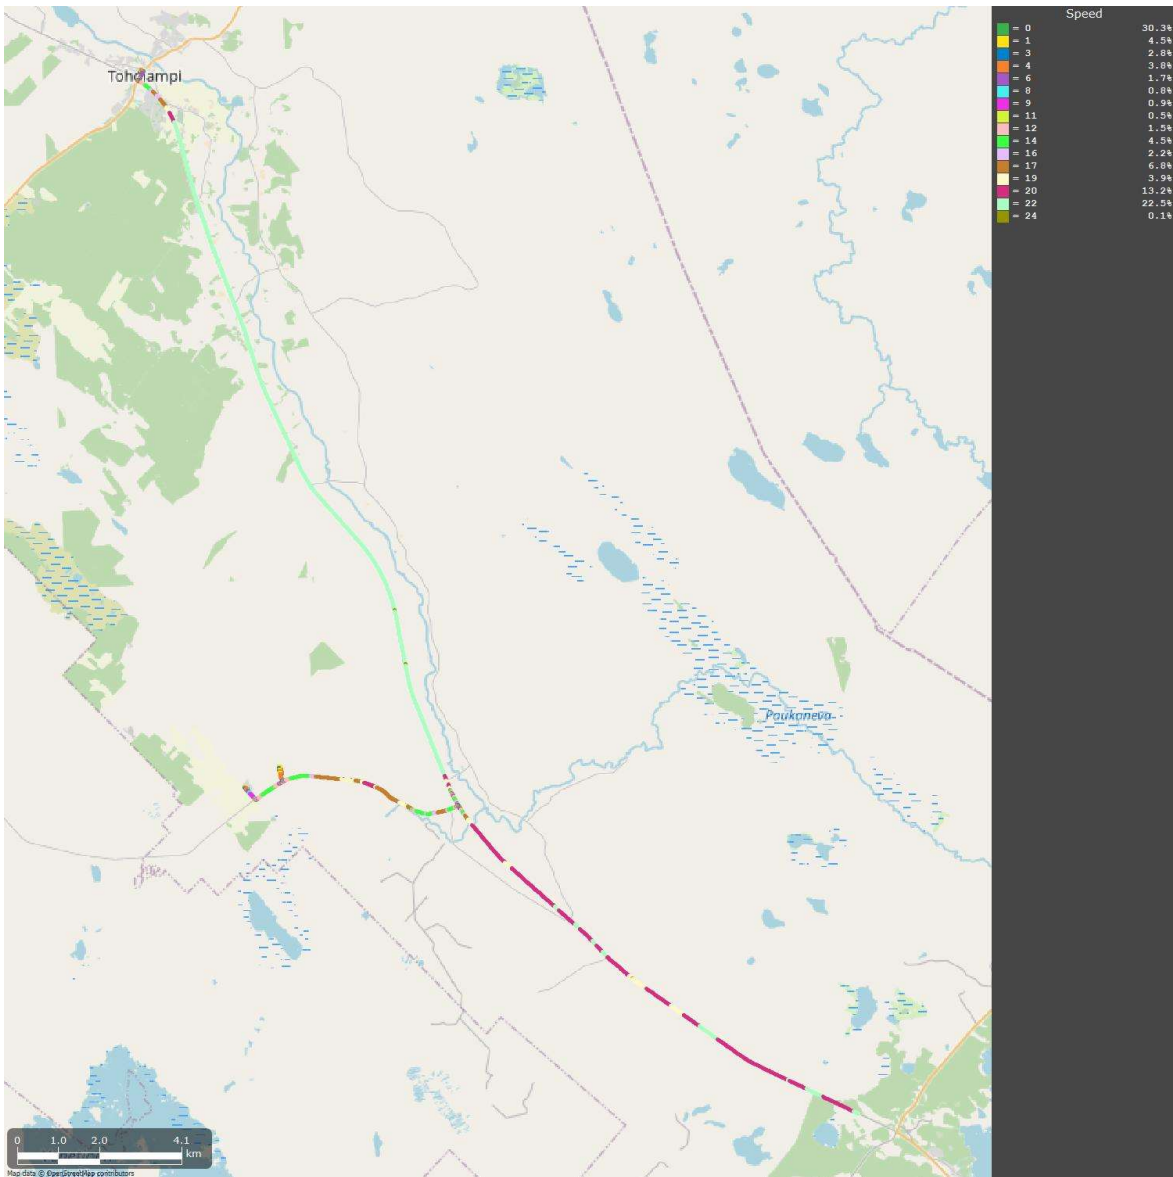 Speed
= 0 30.3%
= 1 4.5%
= 3 2.8%
= 4 3.8%
= 6 1.7%
= 8 0.8%
= 9 0.9%
= 11 0.5%
= 12 1.5%
= 14 4.5%
= 16 2.2%
= 17 6.8%
= 19 3.9%
= 20 13.2%
= 22 22.5%
= 24 0.1%
Toholampi
Paukaneva
0 1.0 2.0 4.1
km
Map data © OpenStreetMap contributors